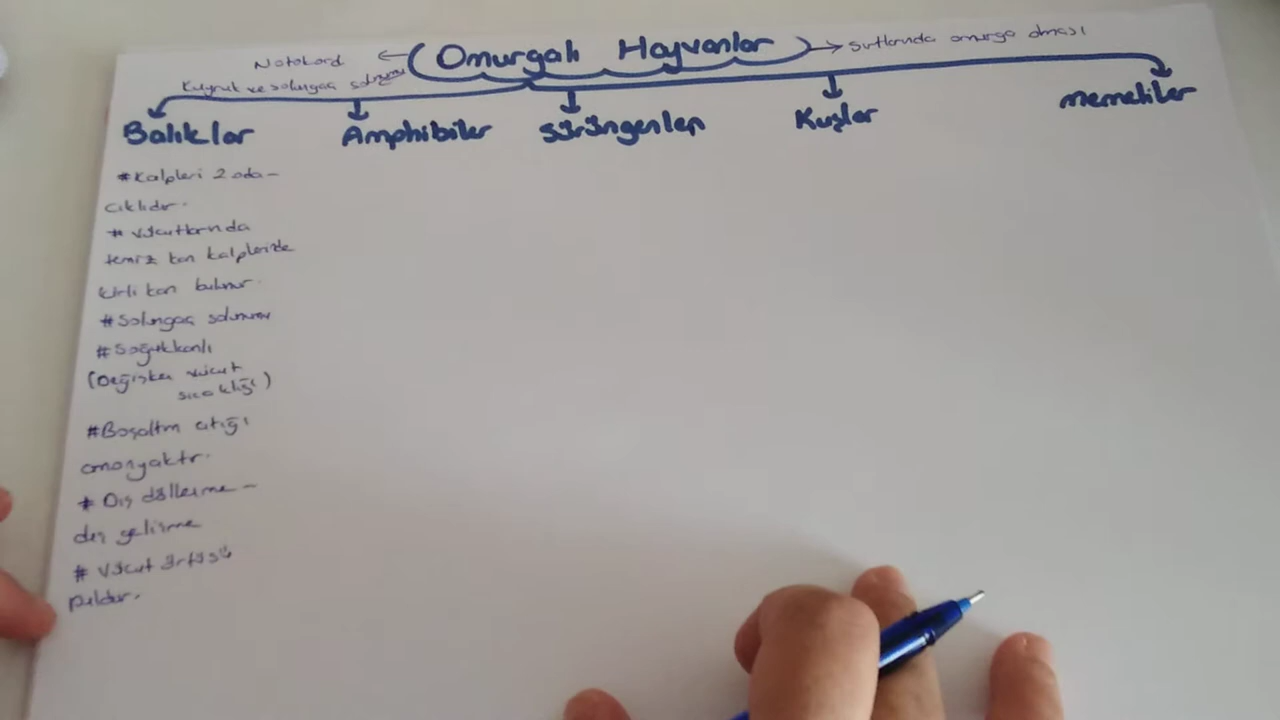 Omurgalı Hayvanlar
Notokord
Sırtlarında omurga olması
Kuyruk ve solungaç solunumu
Balıklar
Amphibiler
Sürüngenler
Kuşlar
memeliler
#Kalpleri 2 oda-
cıklıdır.
# Vücutlarında
temiz kan kalplerinde
kirli kan bulunur.
#Solungaç solunumu
#Soğukkanlı
(Değişken vücut
sıcaklığı)
#Boşaltım atığı
amonyaktır.
# Dış döllenme -
dış gelişme
# Vücut örtüsü
puldur.